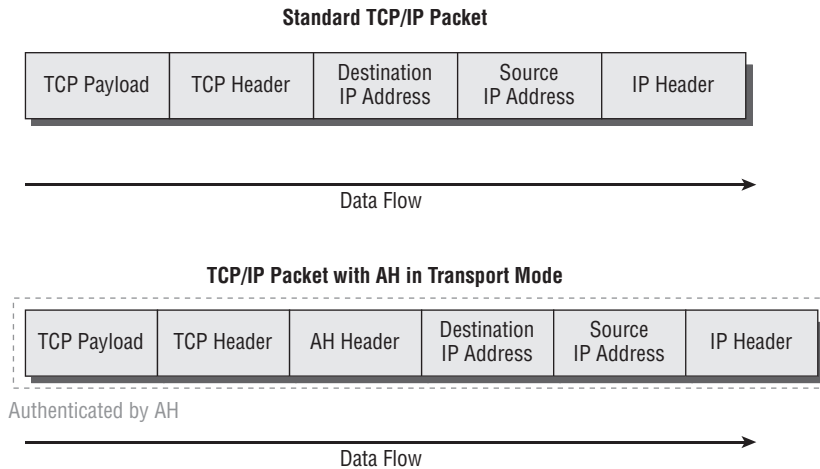 Standard TCP/IP Packet
TCP Payload
TCP Header
Destination
IP Address
Source
IP Address
IP Header
Data Flow
TCP/IP Packet with AH in Transport Mode
TCP Payload
TCP Header
AH Header
Destination
IP Address
Source
IP Address
IP Header
Authenticated by AH
Data Flow